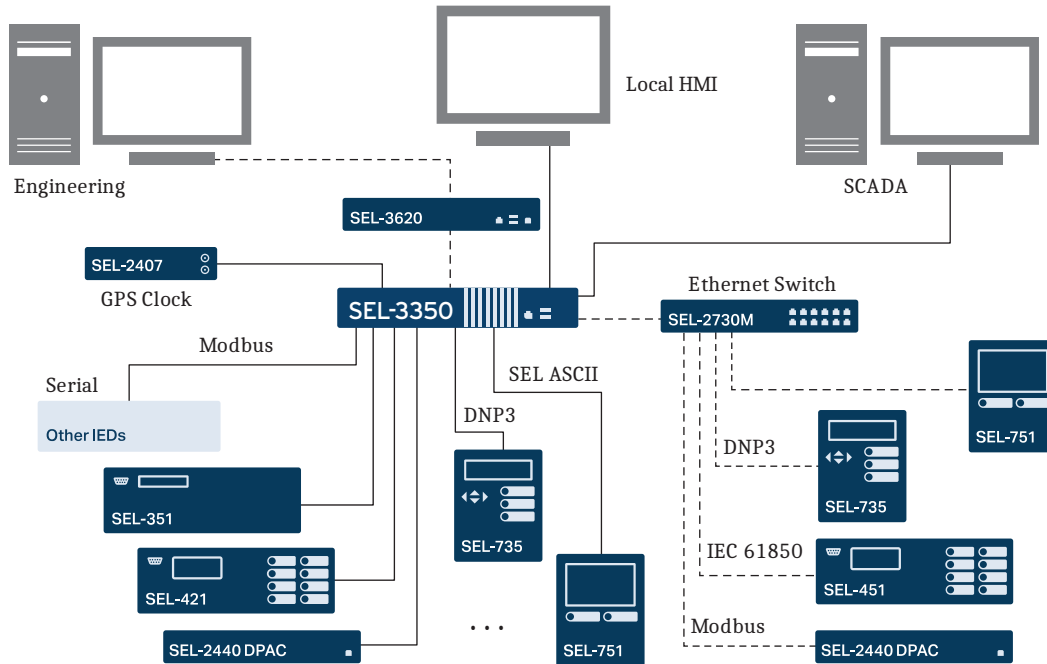 Local HMI
Engineering
SCADA
SEL-3620
SEL-2407
GPS Clock
Ethernet Switch
SEL-3350
SEL-2730M
Modbus
SEL ASCII
Serial
Other IEDs
DNP3
SEL-751
DNP3
SEL-735
SEL-351
SEL-735
IEC 61850
SEL-421
SEL-451
. . .
Modbus
SEL-2440 DPAC
SEL-751
SEL-2440 DPAC